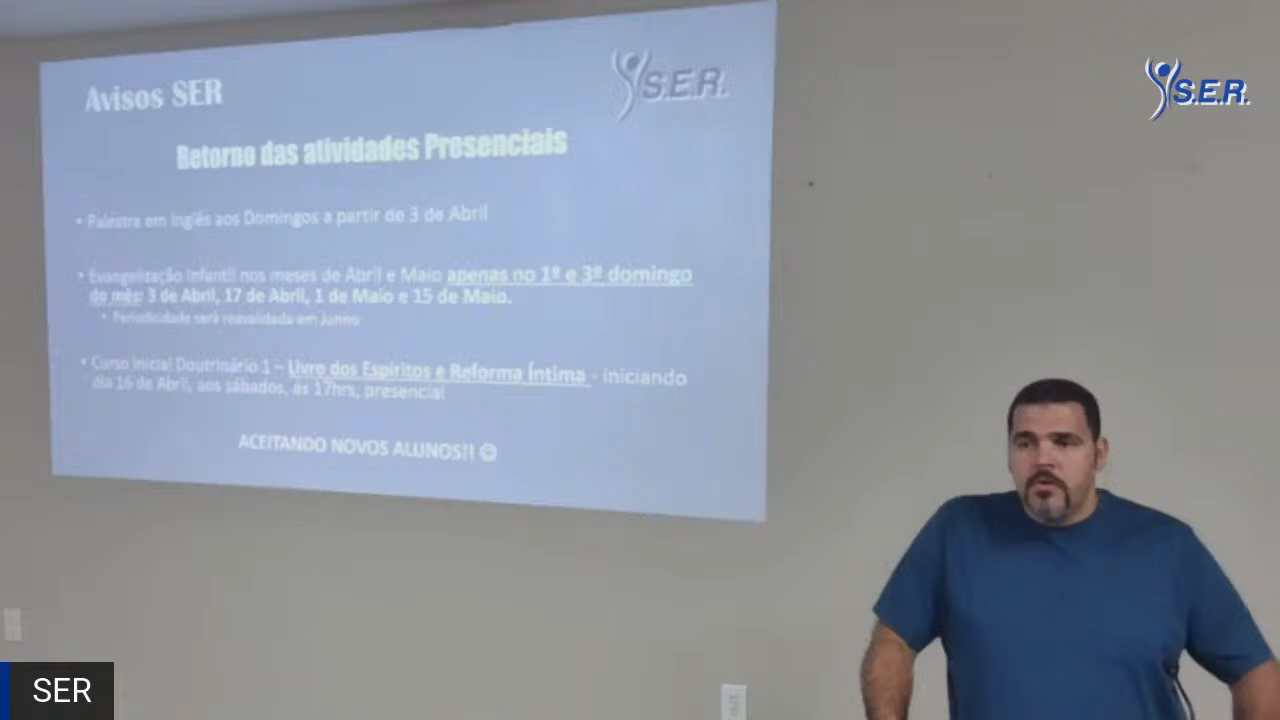 Avisos SER
S.E.R.
S.E.R.
Retorno das atividades Presenciais
• Palestra em Inglês aos Domingos a partir de 3 de Abril
• Evangelização Infantil nos meses de Abril e Maio apenas no 1º e 3º domingo
do mês: 3 de Abril, 17 de Abril, 1 de Maio e 15 de Maio.
• Periodicidade será reavaliada em Junho
• Curso Inicial Doutrinário 1 – Livro dos Espíritos e Reforma Íntima - iniciando
dia 16 de Abril, aos sábados, ás 17hrs, presencial
ACEITANDO NOVOS ALUNOS!! ☺
SER